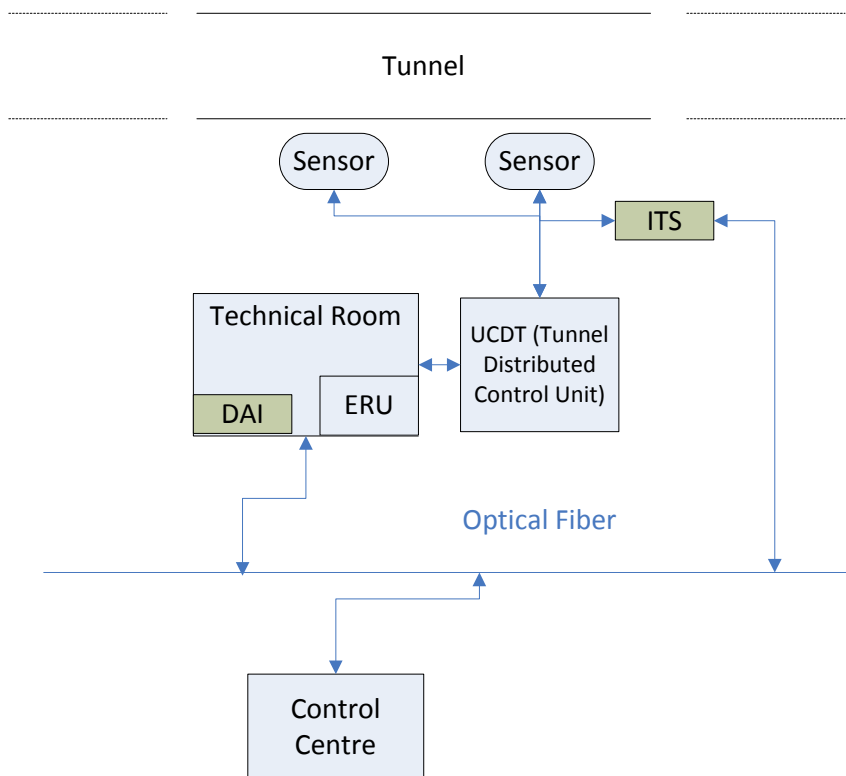 Tunnel
Sensor
Sensor
ITS
Technical Room
UCDT (Tunnel
Distributed
Control Unit)
DAI
ERU
Optical Fiber
Control
Centre